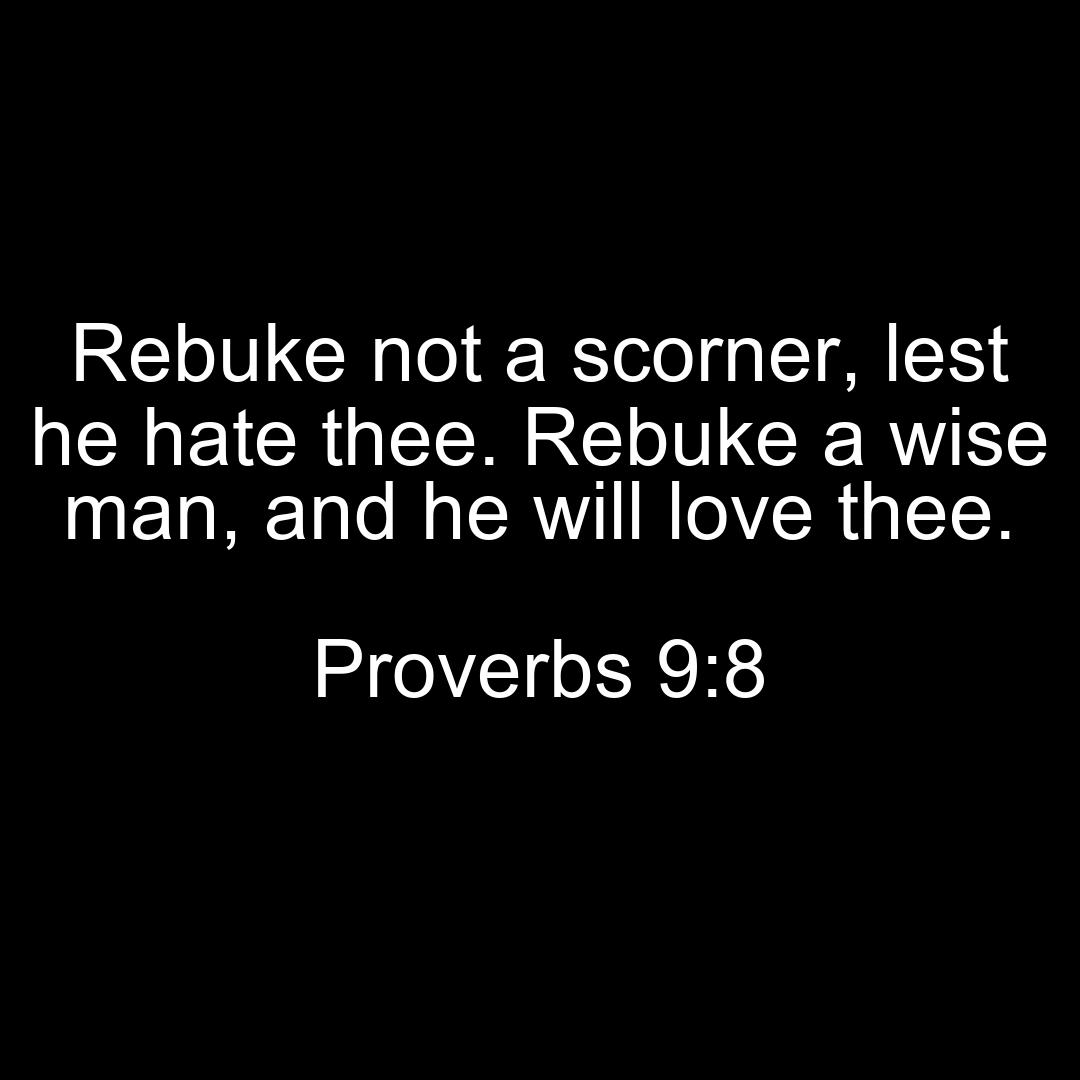 Rebuke not a scorner, lest
he hate thee. Rebuke a wise
man, and he will love thee.
Proverbs 9:8